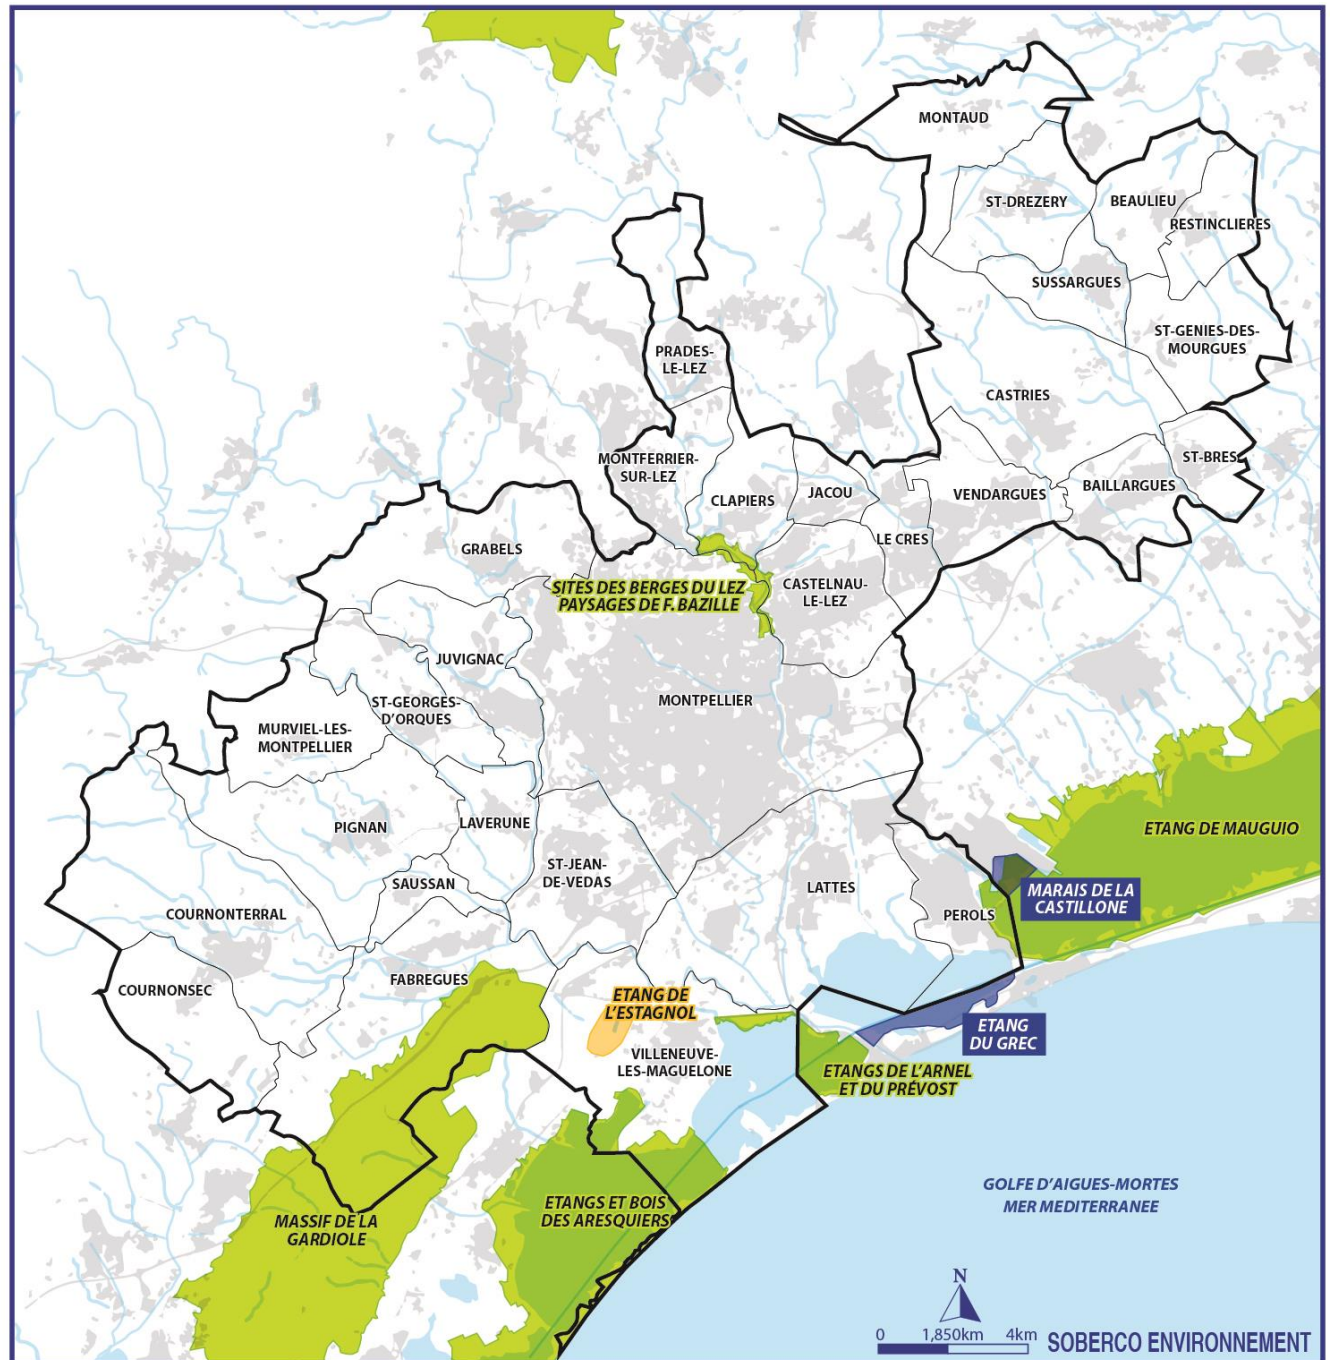 MONTAUD
ST-DREZERY
BEAULIEU
RESTINCLIERES
SUSSARGUES
ST-GENIES-DES-
MOURGUES
PRADES-
LE-LEZ
CASTRIES
MONTFERRIER-
SUR-LEZ
CLAPIERS
JACOU
VENDARGUES
BAILLARGUES
ST-BRES
LE CRES
GRABELS
SITES DES BERGES DU LEZ
PAYSAGES DE F. BAZILLE
CASTELNAU-
LE-LEZ
JUVIGNAC
ST-GEORGES-
D'ORQUES
MONTPELLIER
MURVIEL-LES-
MONTPELLIER
PIGNAN
LAVERUNE
ETANG DE MAUGUIO
ST-JEAN-
DE-VEDAS
SAUSSAN
LATTES
MARAIS DE LA
CASTILLONE
COURNONTERRAL
PEROLS
COURNONSEC
FABREGUES
ETANG DE
L'ESTAGNOL
ETANG
DU GREC
VILLENEUVE-
LES-MAGUELONE
ETANGS DE L'ARNEL
ET DU PRÉVOST
GOLFE D'AIGUES-MORTES
MER MEDITERRANEE
ETANGS ET BOIS
DES ARESQUIERS
MASSIF DE LA
GARDIOLE
N
0 1,850km 4km
SOBERCO ENVIRONNEMENT